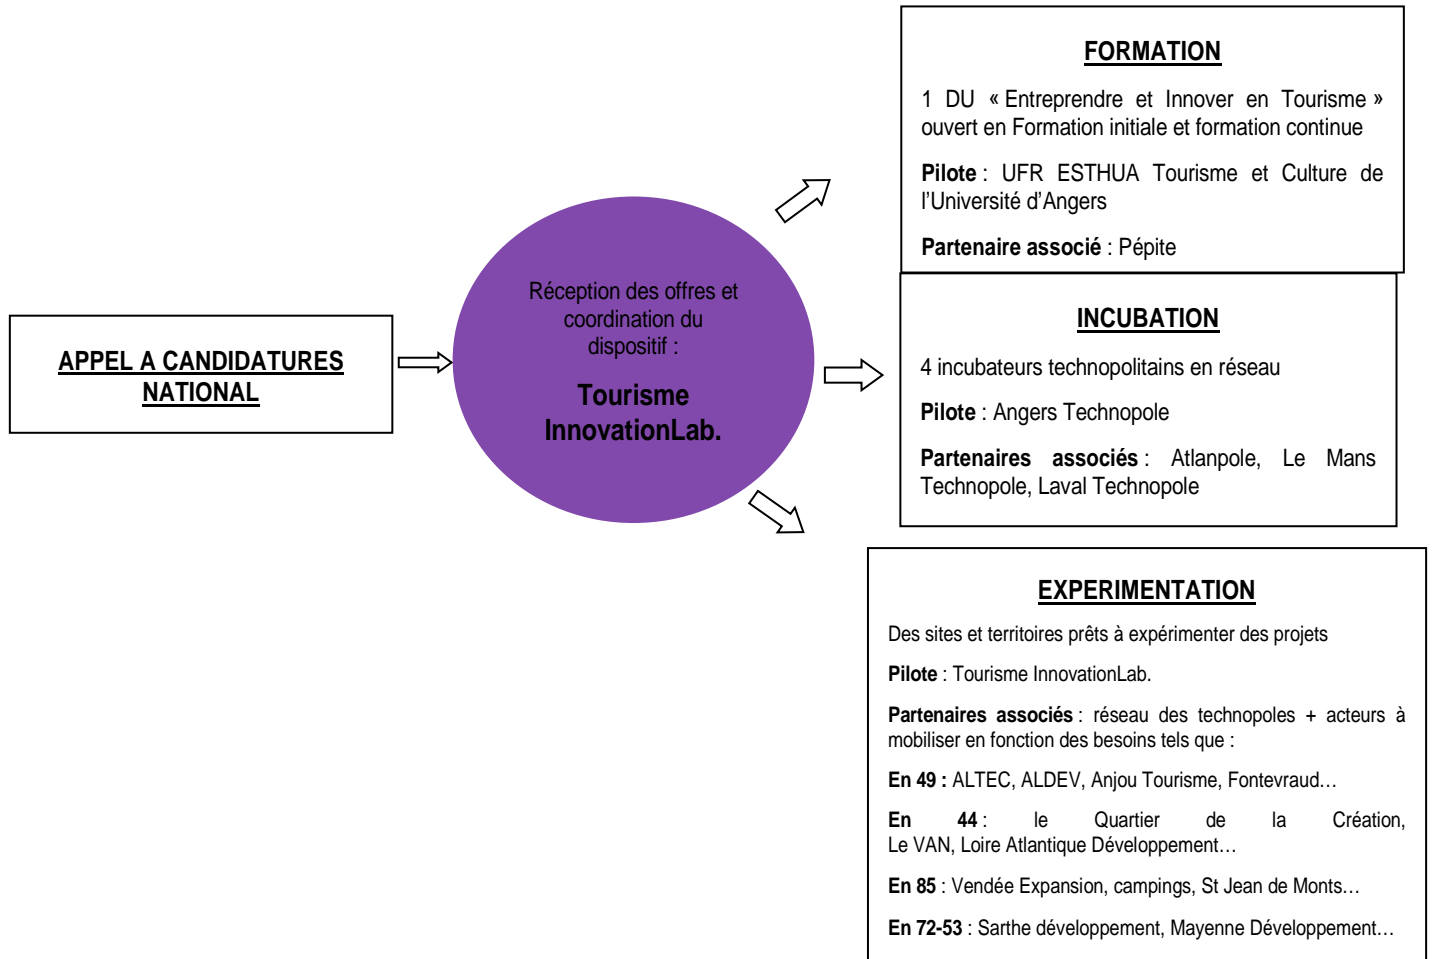 APPEL A CANDIDATURES
NATIONAL
Réception des offres et
coordination du
dispositif :
Tourisme
InnovationLab.
FORMATION
1 DU « Entreprendre et Innover en Tourisme »
ouvert en Formation initiale et formation continue
Pilote : UFR ESTHUA Tourisme et Culture de
l’Université d’Angers
Partenaire associé : Pépite
INCUBATION
4 incubateurs technopolitains en réseau
Pilote : Angers Technopole
Partenaires associés : Atlanpole, Le Mans
Technopole, Laval Technopole
EXPERIMENTATION
Des sites et territoires prêts à expérimenter des projets
Pilote : Tourisme InnovationLab.
Partenaires associés : réseau des technopoles + acteurs à
mobiliser en fonction des besoins tels que :
En 49 : ALTEC, ALDEV, Anjou Tourisme, Fontevraud…
En 44 : le Quartier de la Création,
Le VAN, Loire Atlantique Développement…
En 85 : Vendée Expansion, campings, St Jean de Monts…
En 72-53 : Sarthe développement, Mayenne Développement…